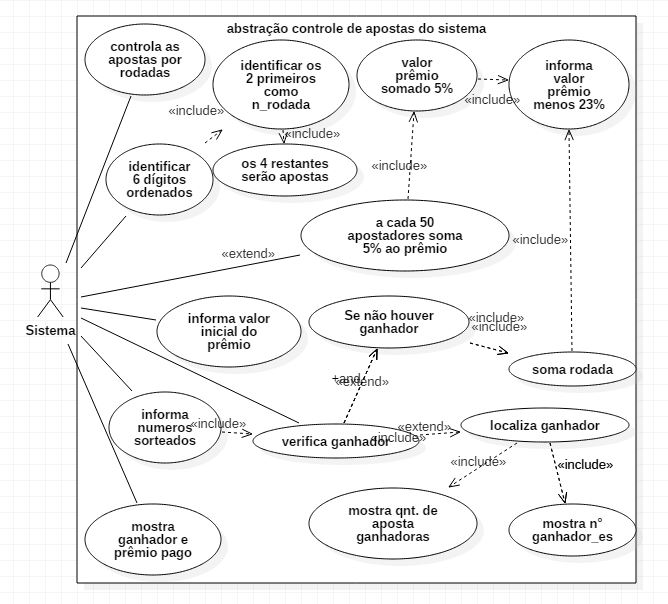 abstração controle de apostas do sistema
controla as
apostas por
rodadas
identificar os
2 primeiros
como
n_rodada
valor
prêmio
somado 5%
informa
valor
prêmio
menos 23%
«include»
«include»
«include»
identificar
6 dígitos
ordenados
os 4 restantes
serão apostas
«include»
a cada 50
apostadores soma
5% ao prêmio
«include»
«extend»
Sistema
informa valor
inicial do
prêmio
Se não houver
ganhador
«include»
«include»
soma rodada
+and
«extend»
informa
numeros
sorteados
«include»
verifica ganhador
«extend»
«include»
localiza ganhador
«include»
«include»
mostra
ganhador e
prêmio pago
mostra qnt. de
aposta
ganhadoras
mostra n°
ganhador_es